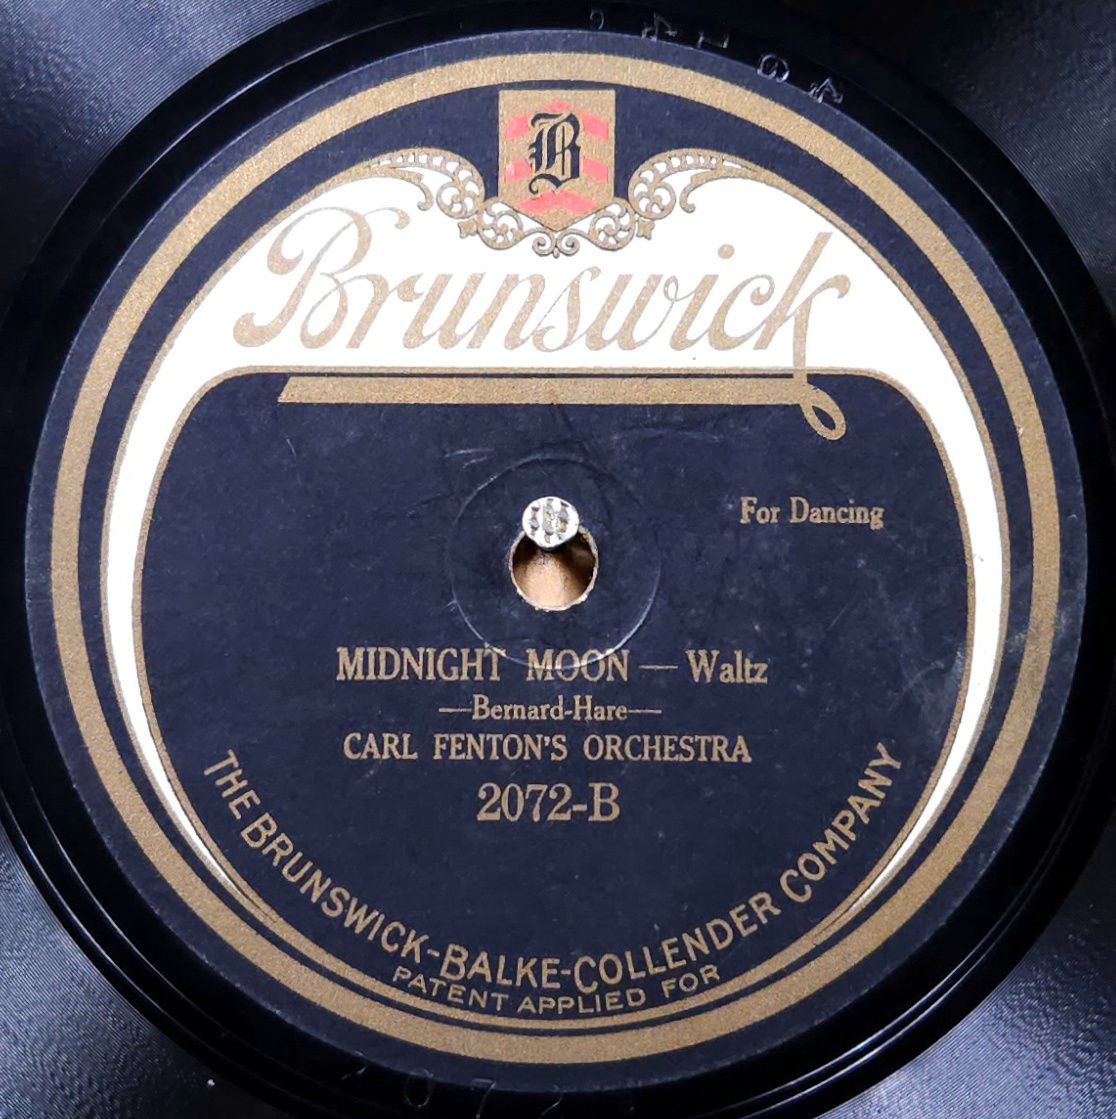 B
Brunswick
For Dancing
MIDNIGHT MOON — Waltz
—Bernard-Hare—
CARL FENTON'S ORCHESTRA
2072-B
THE BRUNSWICK-BALKE-COLLENDER COMPANY
PATENT APPLIED FOR